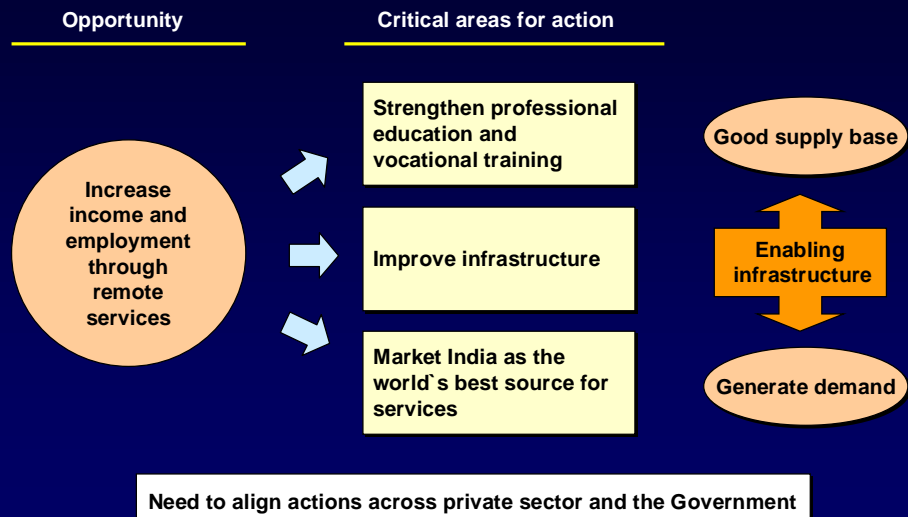 Opportunity
Critical areas for action
Increase
income and
employment
through
remote
services
Strengthen professional
education and
vocational training
Improve infrastructure
Market India as the
world`s best source for
services
Good supply base
Enabling
infrastructure
Generate demand
Need to align actions across private sector and the Government